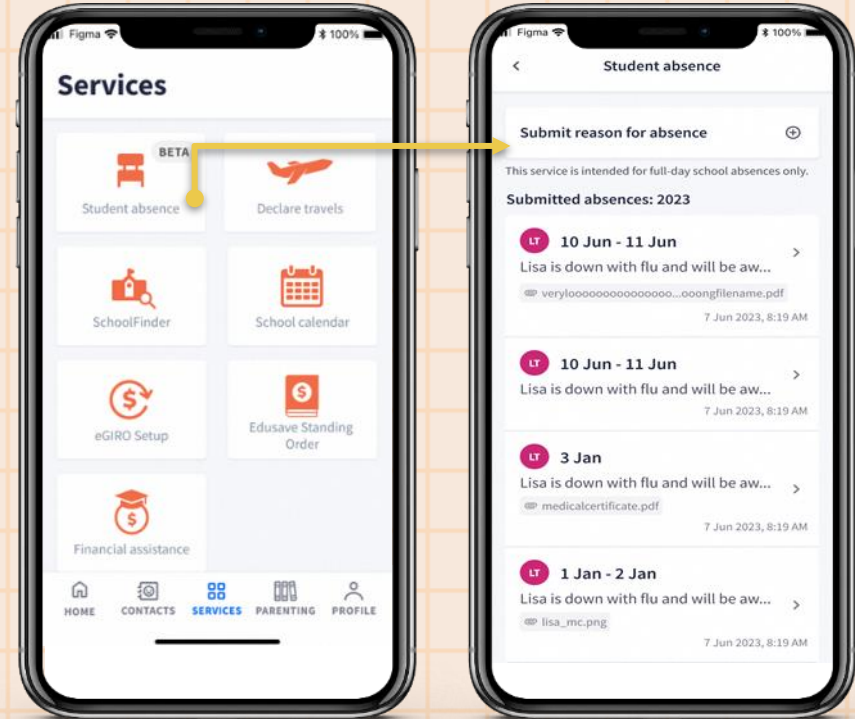 Figma 100%
Services
BETA
Student absence
Declare travels
SchoolFinder
School calendar
eGIRO Setup
Edusave Standing
Order
Financial assistance
HOME CONTACTS SERVICES PARENTING PROFILE
Figma 100%
Student absence
Submit reason for absence
This service is intended for full-day school absences only.
Submitted absences: 2023
LT 10 Jun - 11 Jun
Lisa is down with flu and will be aw...
verylooooooooooooooo...ooongfilename.pdf
7 Jun 2023, 8:19 AM
LT 10 Jun - 11 Jun
Lisa is down with flu and will be aw...
7 Jun 2023, 8:19 AM
LT 3 Jan
Lisa is down with flu and will be aw...
medicalcertificate.pdf
7 Jun 2023, 8:19 AM
LT 1 Jan - 2 Jan
Lisa is down with flu and will be aw...
lisa_mc.png
7 Jun 2023, 8:19 AM